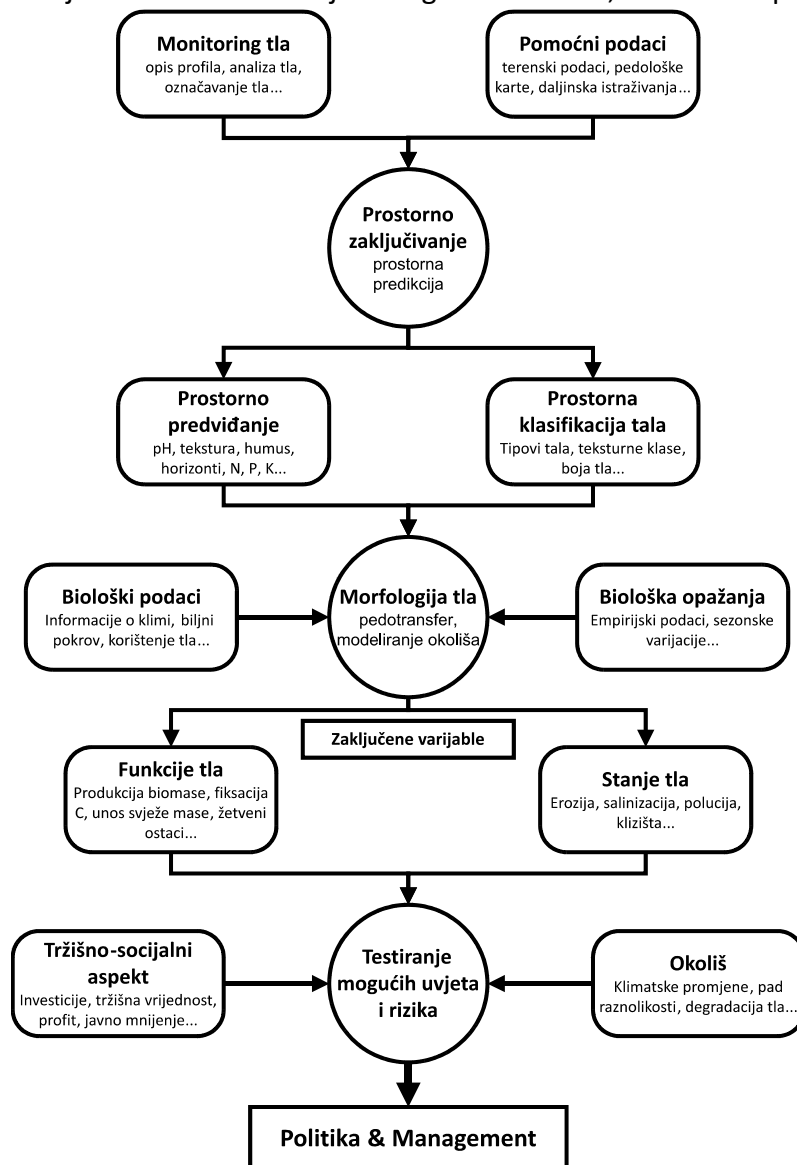 Monitoring tla
opis profila, analiza tla,
označavanje tla...
Pomoćni podaci
terenski podaci, pedološke
karte, daljinska istraživanja...
Prostorno
zaključivanje
prostorna
predikcija
Prostorno
predviđanje
pH, tekstura, humus,
horizonti, N, P, K...
Prostorna
klasifikacija tala
Tipovi tala, teksturne klase,
boja tla...
Biološki podaci
Informacije o klimi, biljni
pokrov, korištenje tla...
Morfologija tla
pedotransfer,
modeliranje okoliša
Biološka opažanja
Empirijski podaci, sezonske
varijacije...
Zaključene varijable
Funkcije tla
Produkcija biomase, fiksacija
C, unos svježe mase, žetveni
ostaci...
Stanje tla
Erozija, salinizacija, polucija,
klizišta...
Tržišno-socijalni
aspekt
Investicije, tržišna vrijednost,
profit, javno mnijenje...
Testiranje
mogućih uvjeta
i rizika
Okoliš
Klimatske promjene, pad
raznolikosti, degradacija tla...
Politika & Management